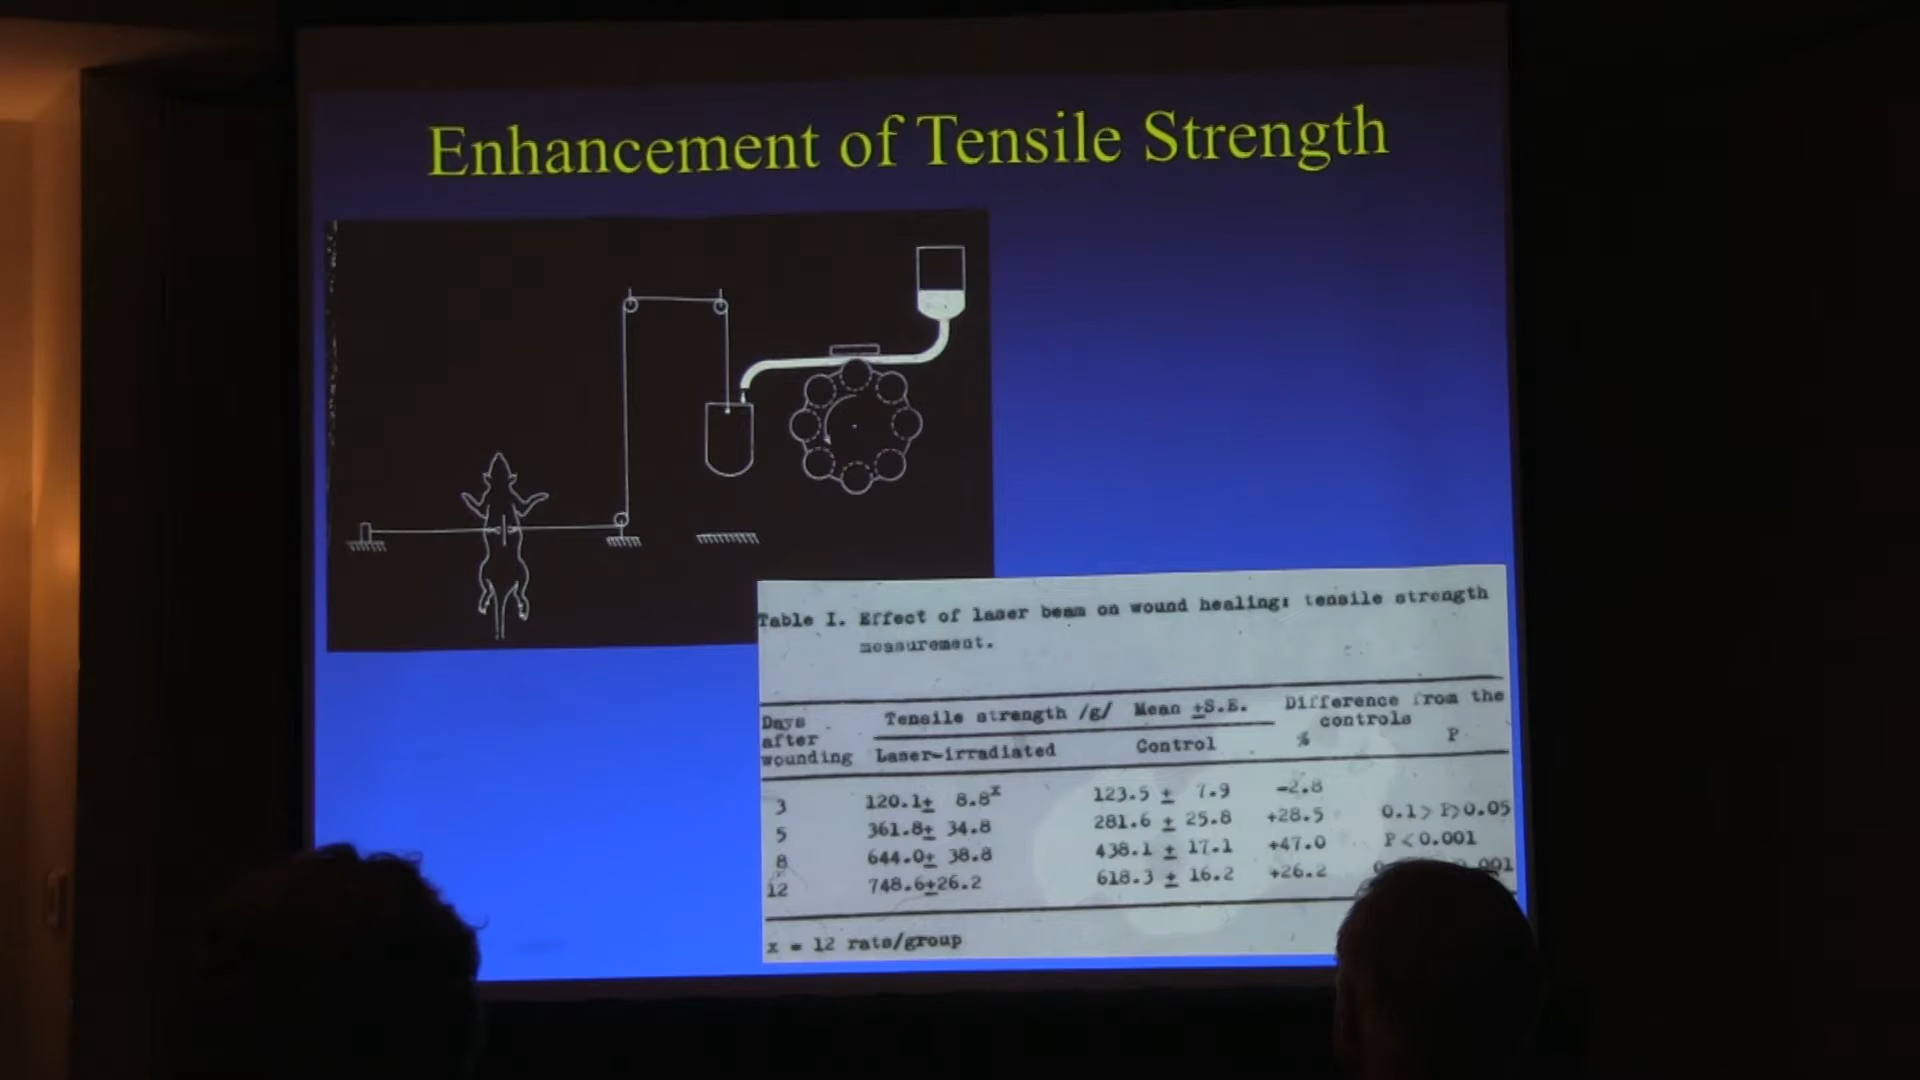 Enhancement of Tensile Strength
Table I. Effect of laser beam on wound healing: tensile strength
measurement.
Days after wounding
Tensile strength /g/ Mean ±S.E.
Difference from the controls
Laser-irradiated Control % P
3 120.1± 8.8x 123.5 ± 7.9 -2.8
5 361.8± 34.8 281.6 ± 25.8 +28.5 0.1> P>0.05
8 644.0± 38.8 438.1 ± 17.1 +47.0 P<0.001
12 748.6±26.2 618.3 ± 16.2 +26.2
x = 12 rats/group